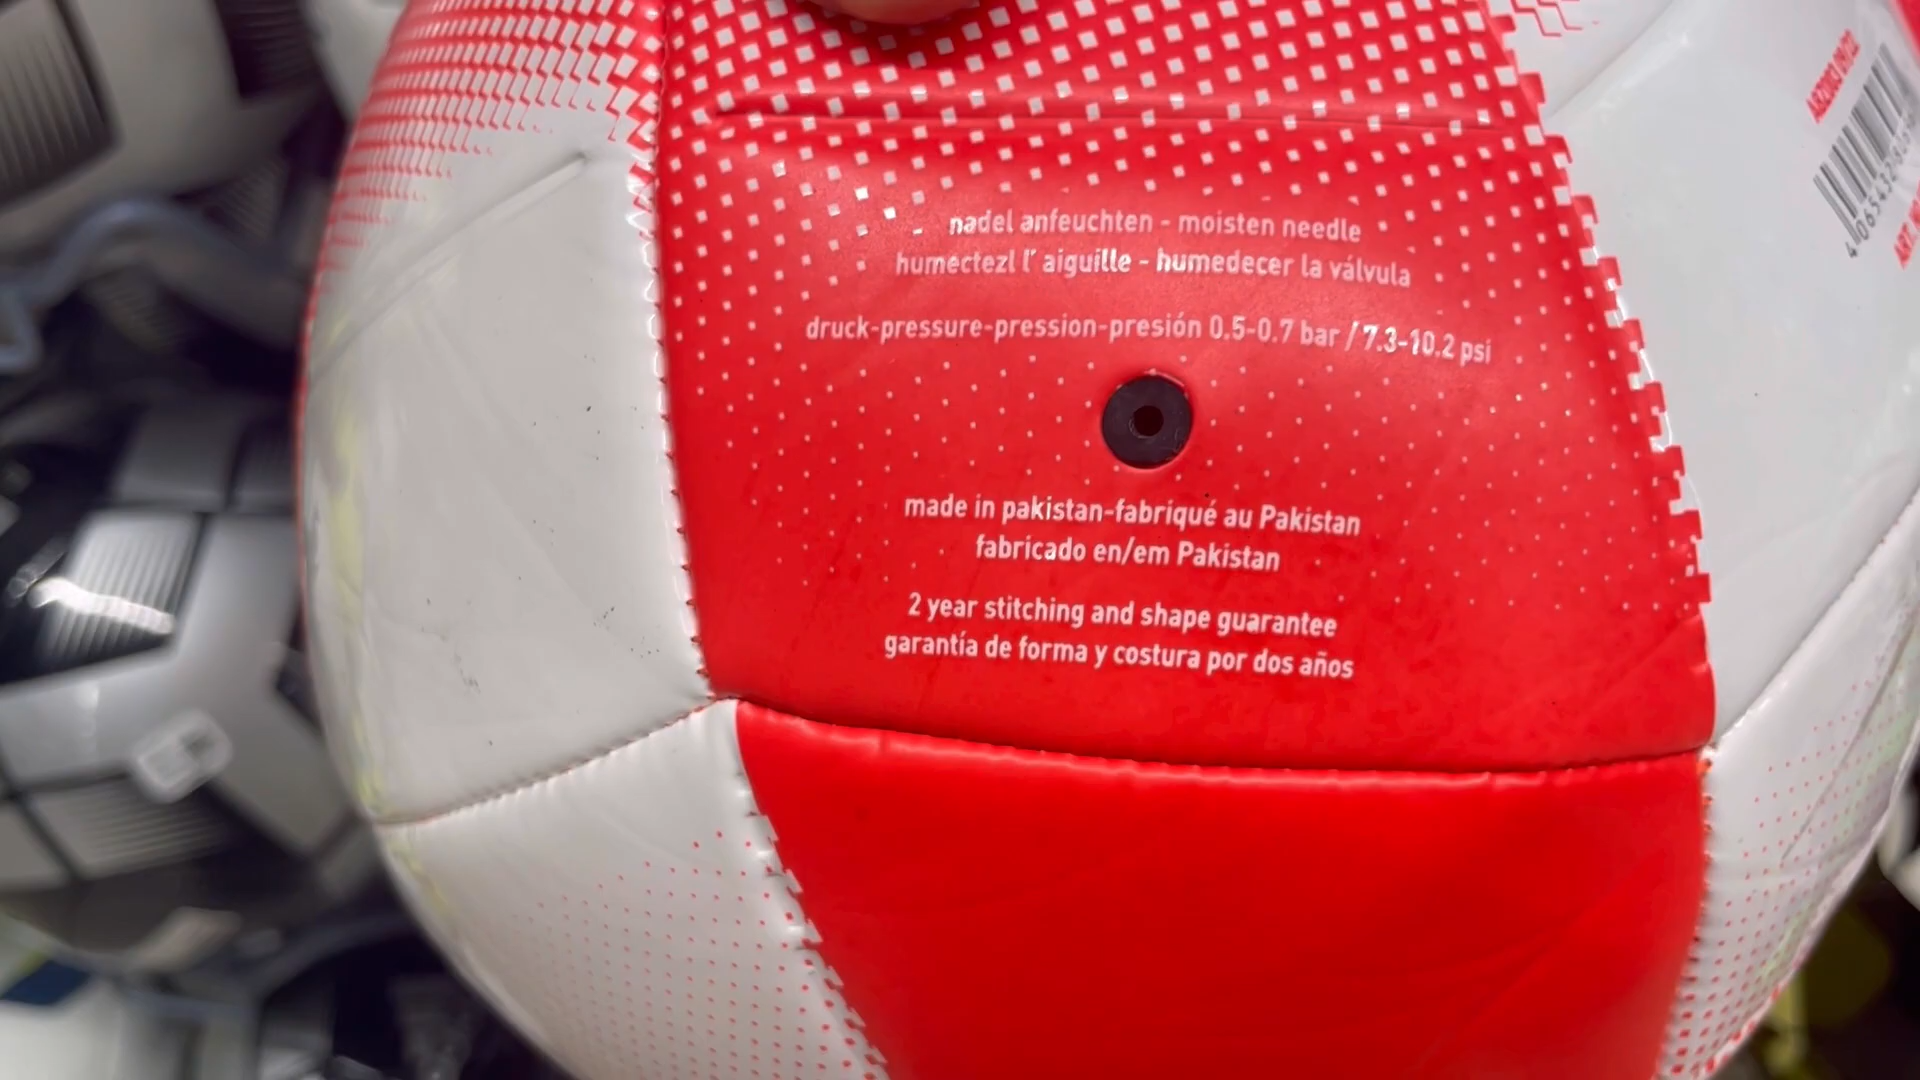 nadel anfeuchten - moisten needle
humectezl l' aiguille - humedecer la válvula
druck-pressure-pression-presión 0.5-0.7 bar / 7.3-10.2 psi
made in pakistan-fabriqué au Pakistan
fabricado en/em Pakistan
2 year stitching and shape guarantee
garantía de forma y costura por dos años